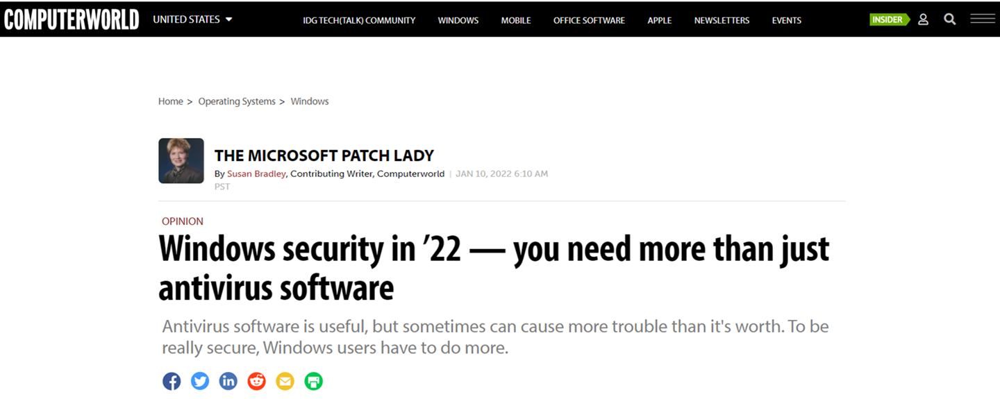 COMPUTERWORLD UNITED STATES IDG TECH(TALK) COMMUNITY WINDOWS MOBILE OFFICE SOFTWARE APPLE NEWSLETTERS EVENTS INSIDER
Home > Operating Systems > Windows
THE MICROSOFT PATCH LADY
By Susan Bradley, Contributing Writer, Computerworld | JAN 10, 2022 6:10 AM
PST
OPINION
Windows security in ’22 — you need more than just
antivirus software
Antivirus software is useful, but sometimes can cause more trouble than it's worth. To be
really secure, Windows users have to do more.